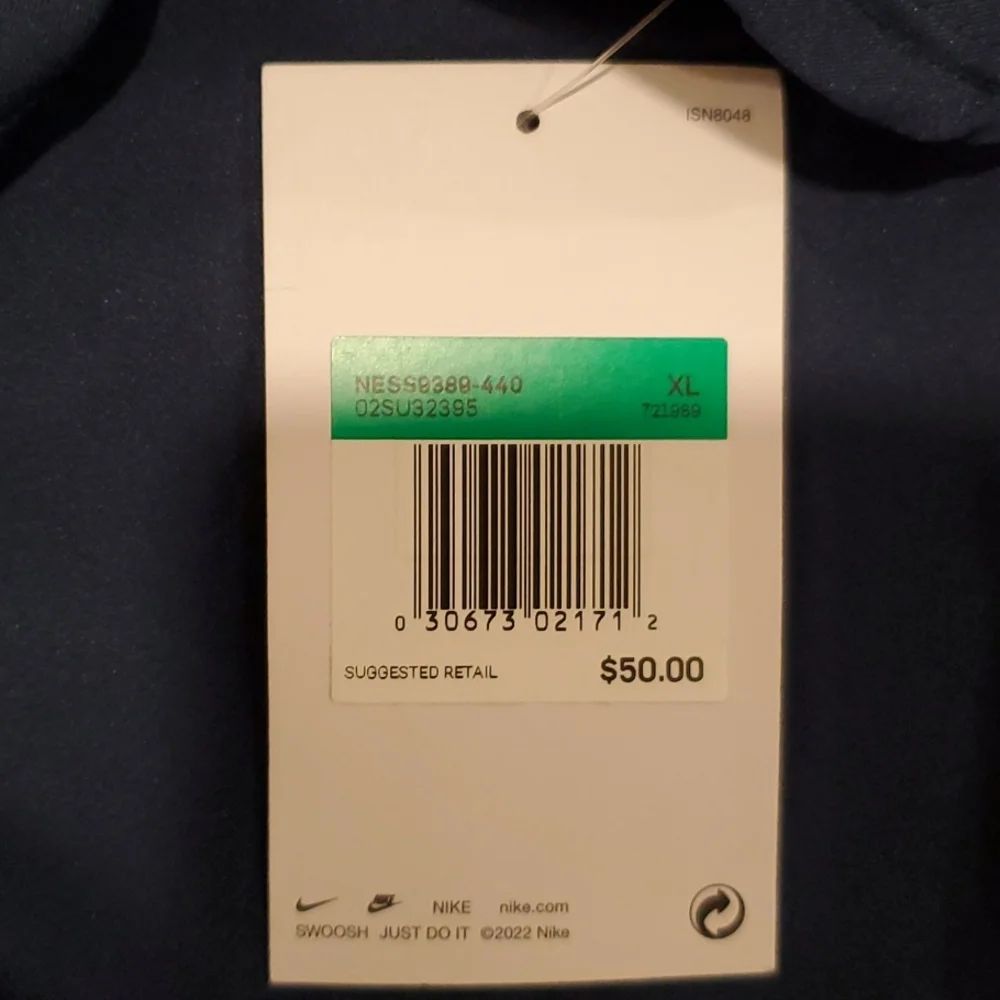 ISN8048
NESS9389-440 XL
02SU32395 721989
0 30673 02171 2
SUGGESTED RETAIL $50.00
NIKE nike.com
SWOOSH JUST DO IT ©2022 Nike